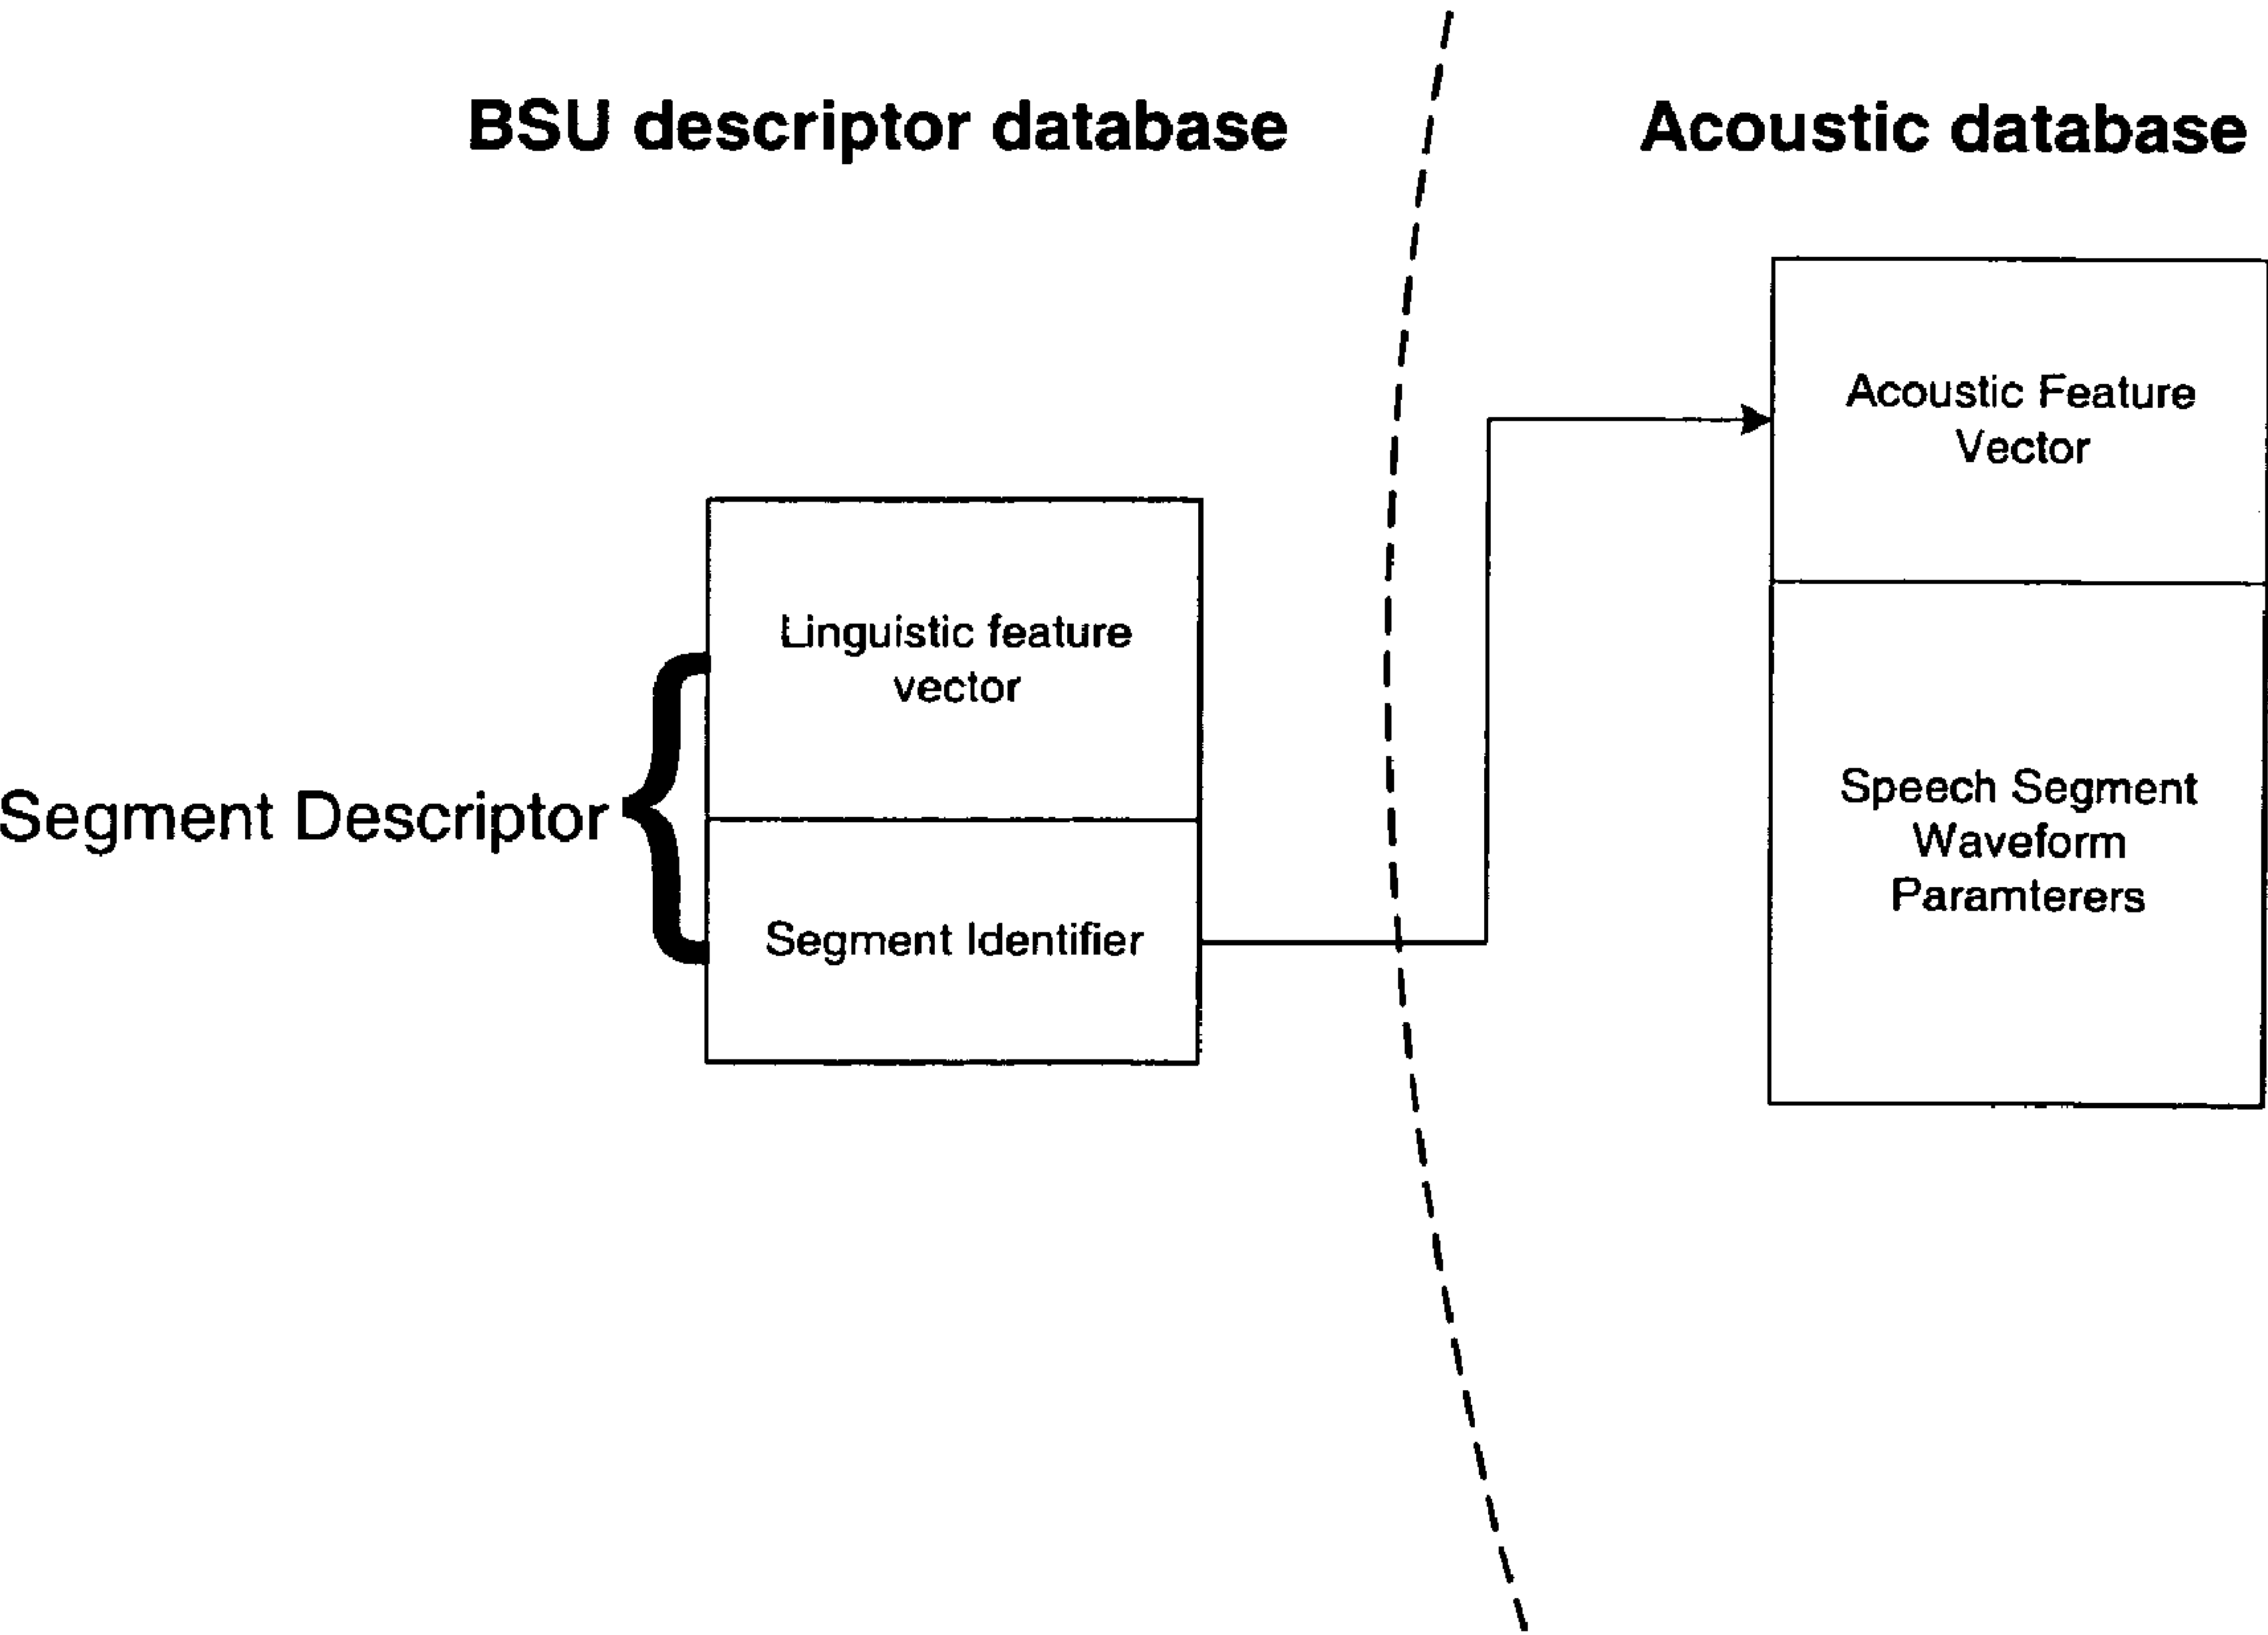 BSU descriptor database
Acoustic database
Acoustic Feature
Vector
Linguistic feature
vector
Segment Descriptor
Segment Identifier
Speech Segment
Waveform
Paramterers